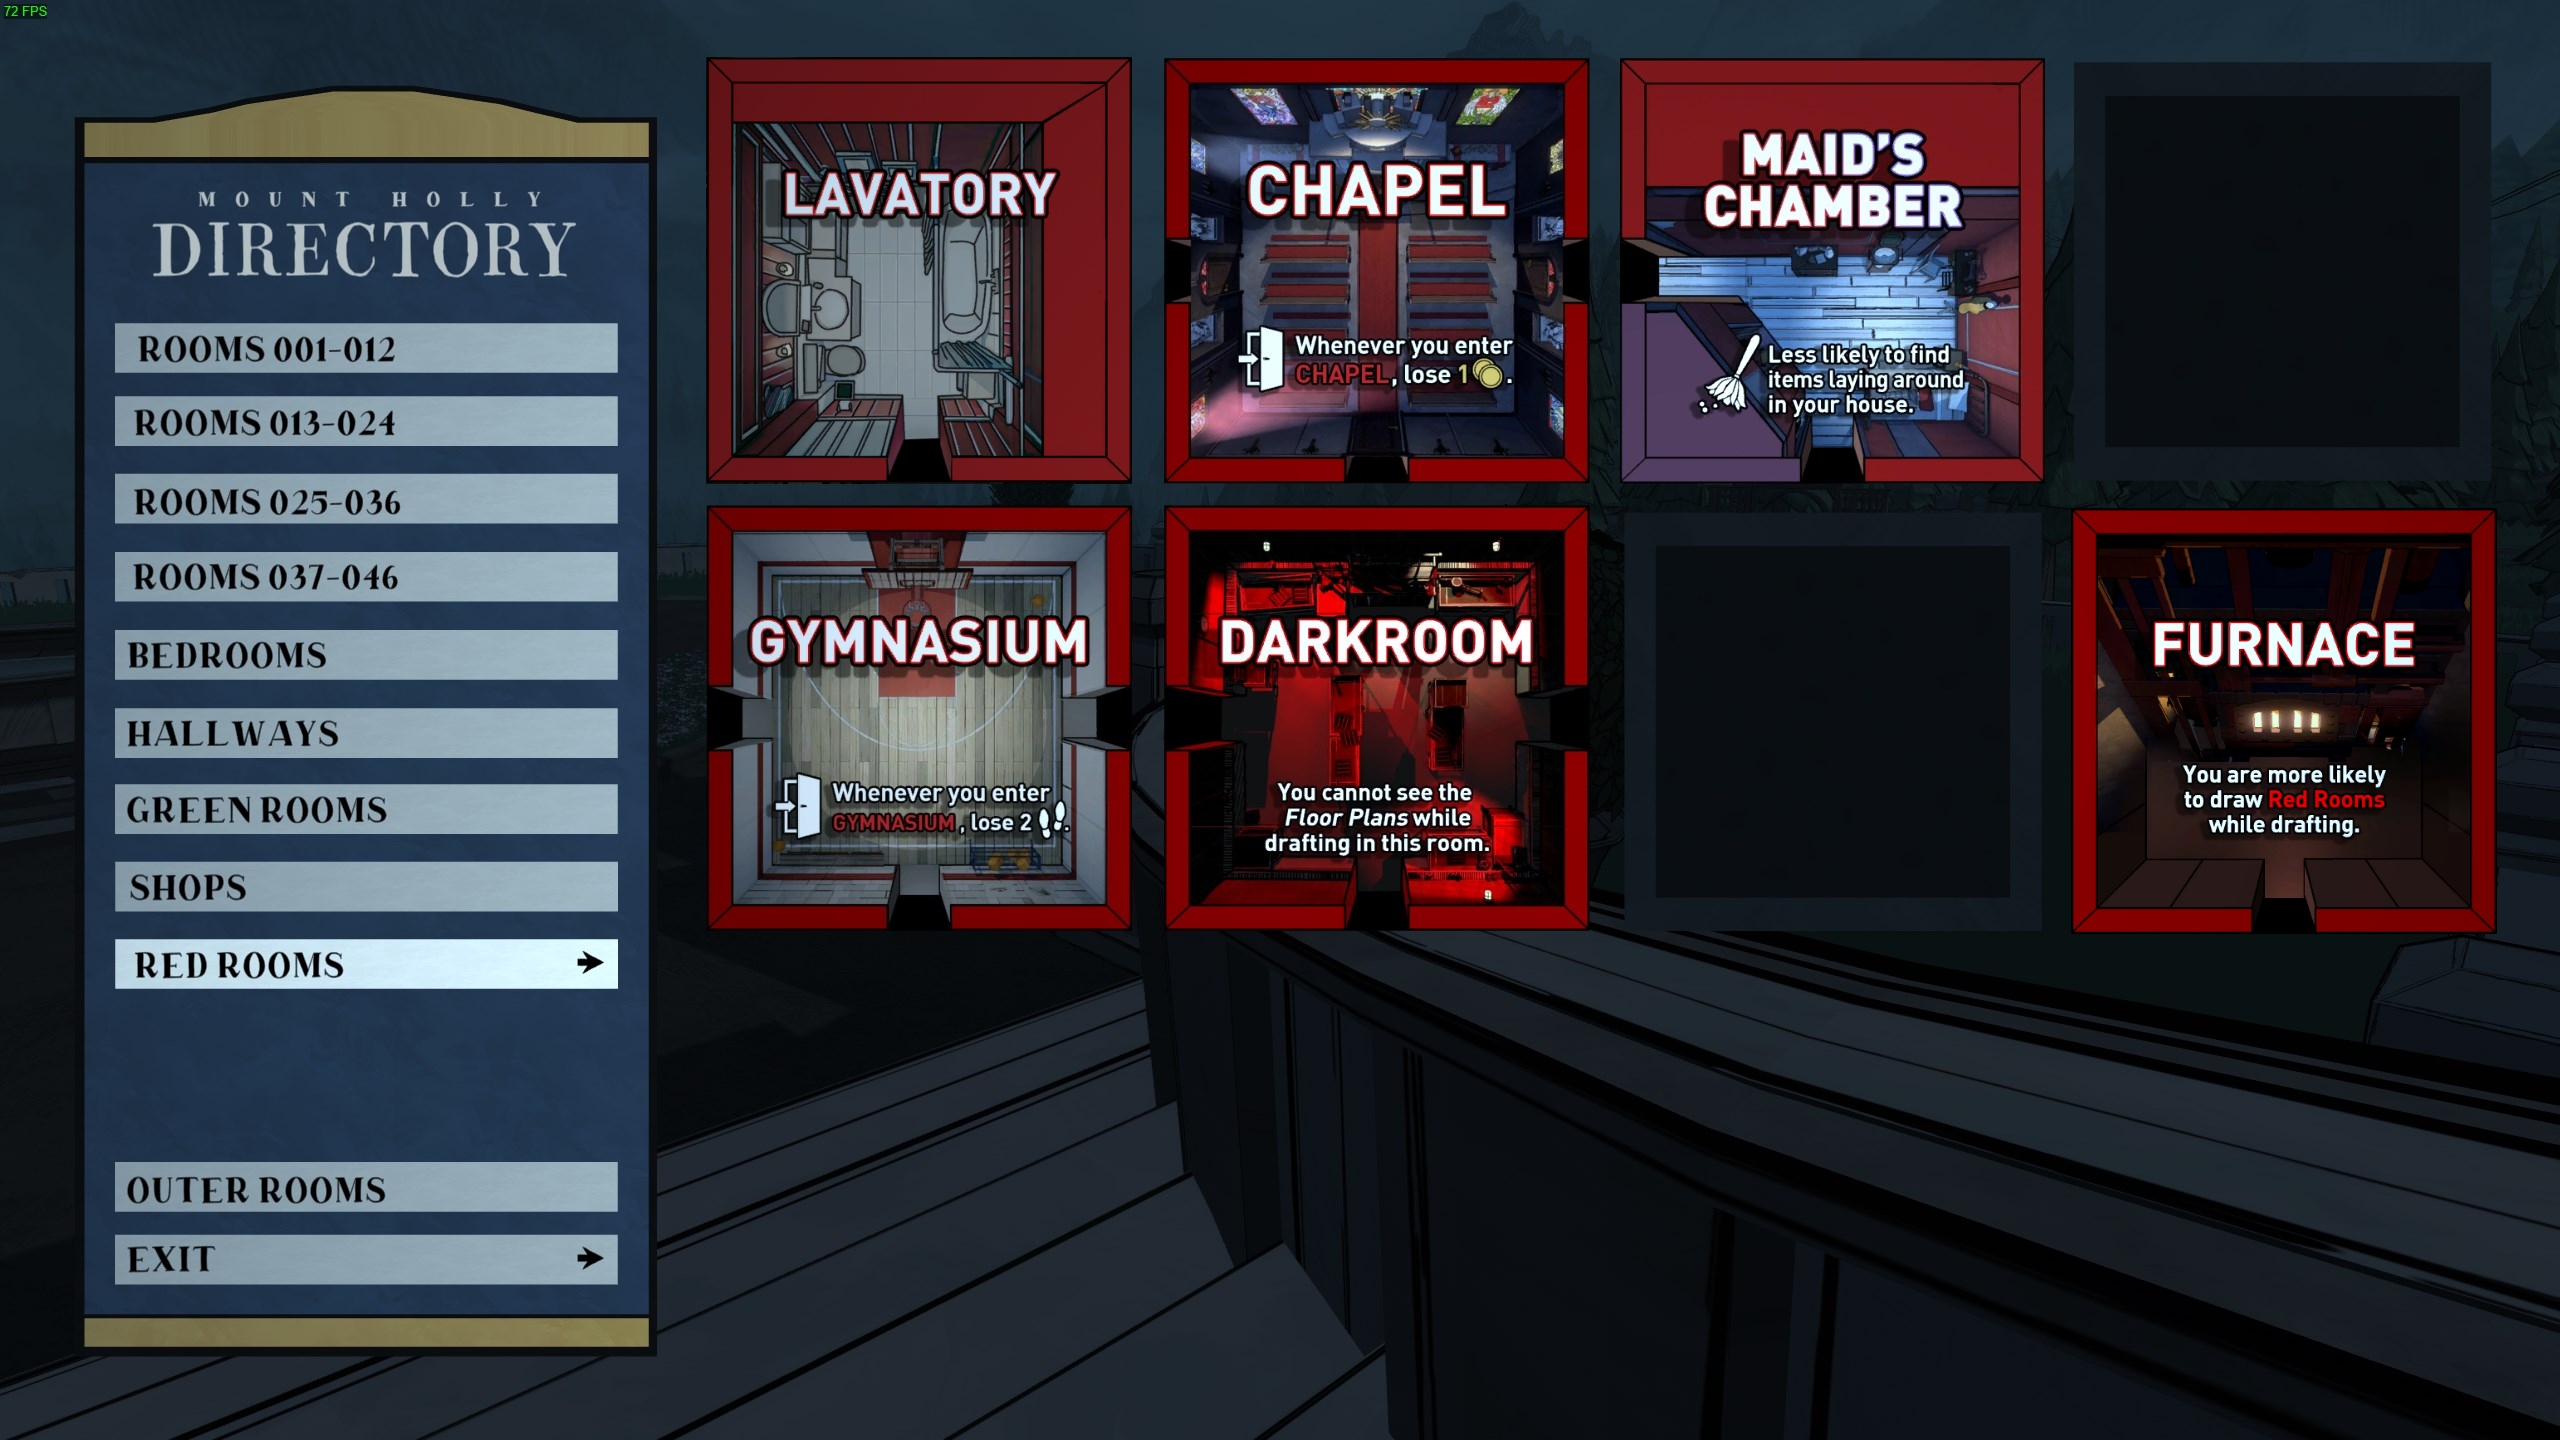 72 FPS
MOUNT HOLLY
DIRECTORY
ROOMS 001-012
ROOMS 013-024
ROOMS 025-036
ROOMS 037-046
BEDROOMS
HALLWAYS
GREEN ROOMS
SHOPS
RED ROOMS
OUTER ROOMS
EXIT
LAVATORY
CHAPEL
Whenever you enter
CHAPEL, lose 1 .
MAID'S
CHAMBER
Less likely to find
items laying around
in your house.
GYMNASIUM
Whenever you enter
GYMNASIUM, lose 2 .
DARKROOM
You cannot see the
Floor Plans while
drafting in this room.
FURNACE
You are more likely
to draw Red Rooms
while drafting.